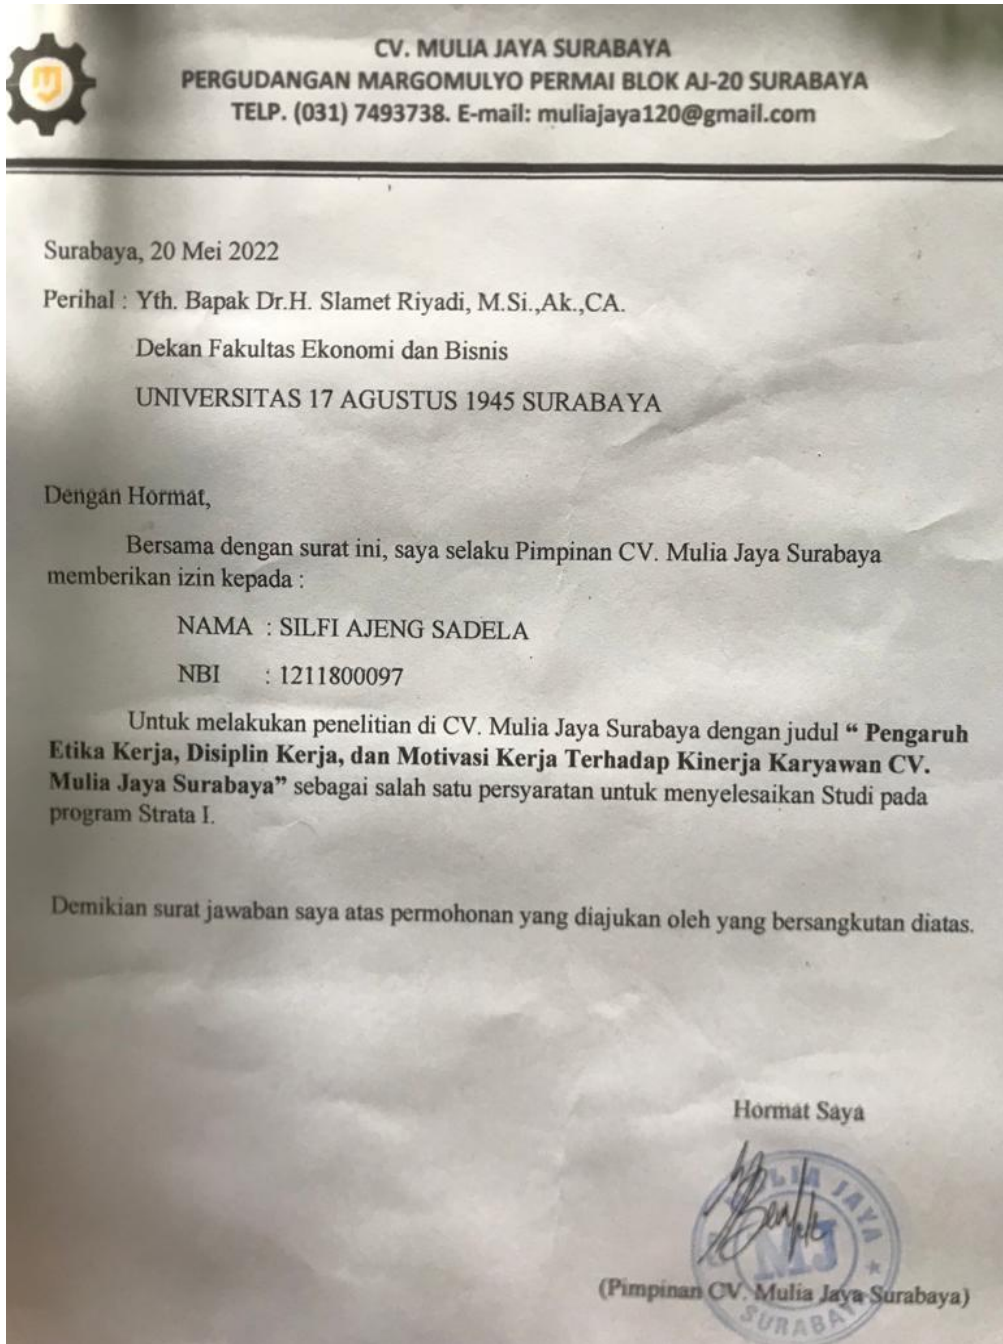 CV. MULIA JAYA SURABAYA
PERGUDANGAN MARGOMULYO PERMAI BLOK AJ-20 SURABAYA
TELP. (031) 7493738. E-mail: muliajaya120@gmail.com
Surabaya, 20 Mei 2022
Perihal : Yth. Bapak Dr.H. Slamet Riyadi, M.Si.,Ak.,CA.
Dekan Fakultas Ekonomi dan Bisnis
UNIVERSITAS 17 AGUSTUS 1945 SURABAYA
Dengan Hormat,
Bersama dengan surat ini, saya selaku Pimpinan CV. Mulia Jaya Surabaya
memberikan izin kepada :
NAMA : SILFI AJENG SADELA
NBI : 1211800097
Untuk melakukan penelitian di CV. Mulia Jaya Surabaya dengan judul “ Pengaruh
Etika Kerja, Disiplin Kerja, dan Motivasi Kerja Terhadap Kinerja Karyawan CV.
Mulia Jaya Surabaya” sebagai salah satu persyaratan untuk menyelesaikan Studi pada
program Strata I.
Demikian surat jawaban saya atas permohonan yang diajukan oleh yang bersangkutan diatas.
Hormat Saya
JAYA
MJ
(Pimpinan CV. Mulia Jaya Surabaya)
SURABAYA